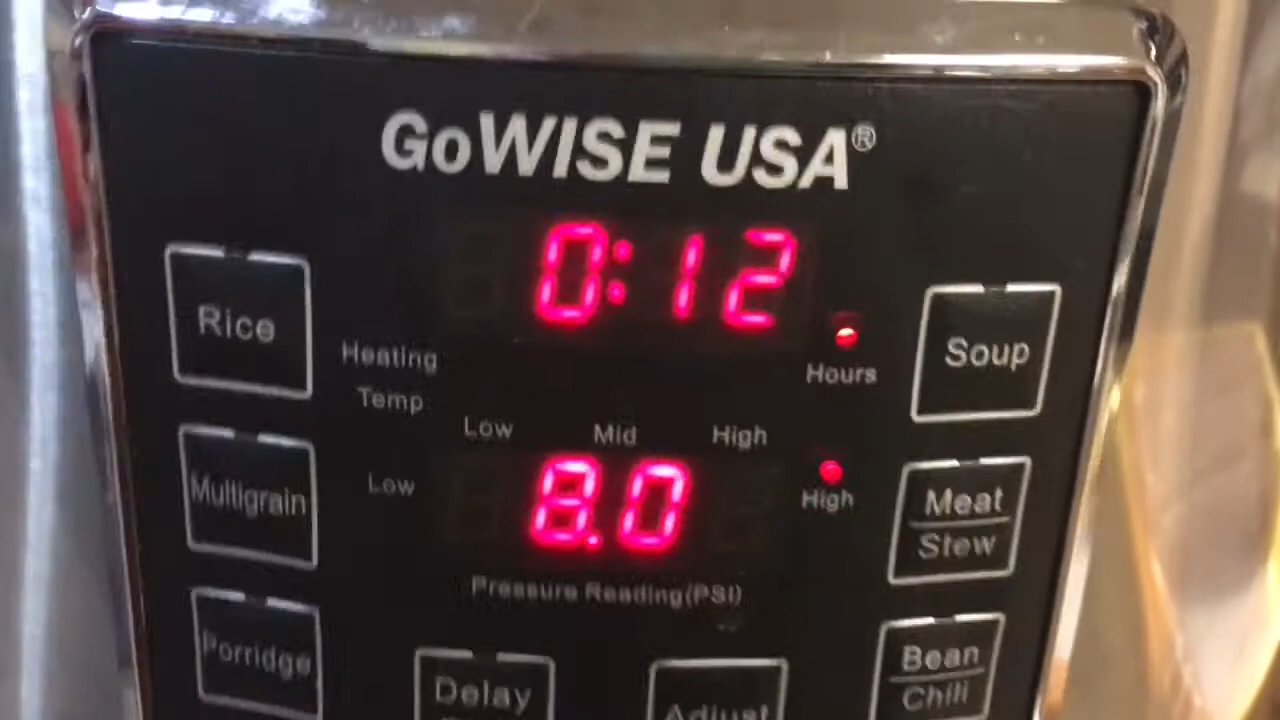 GoWISE USA®
0:12
Rice
Heating
Temp
Hours
Soup
Low
Mid
High
Multigrain
Low
8.0
High
Meat
Stew
Pressure Reading(PSI)
Porridge
Delay
Adjust
Bean
Chili